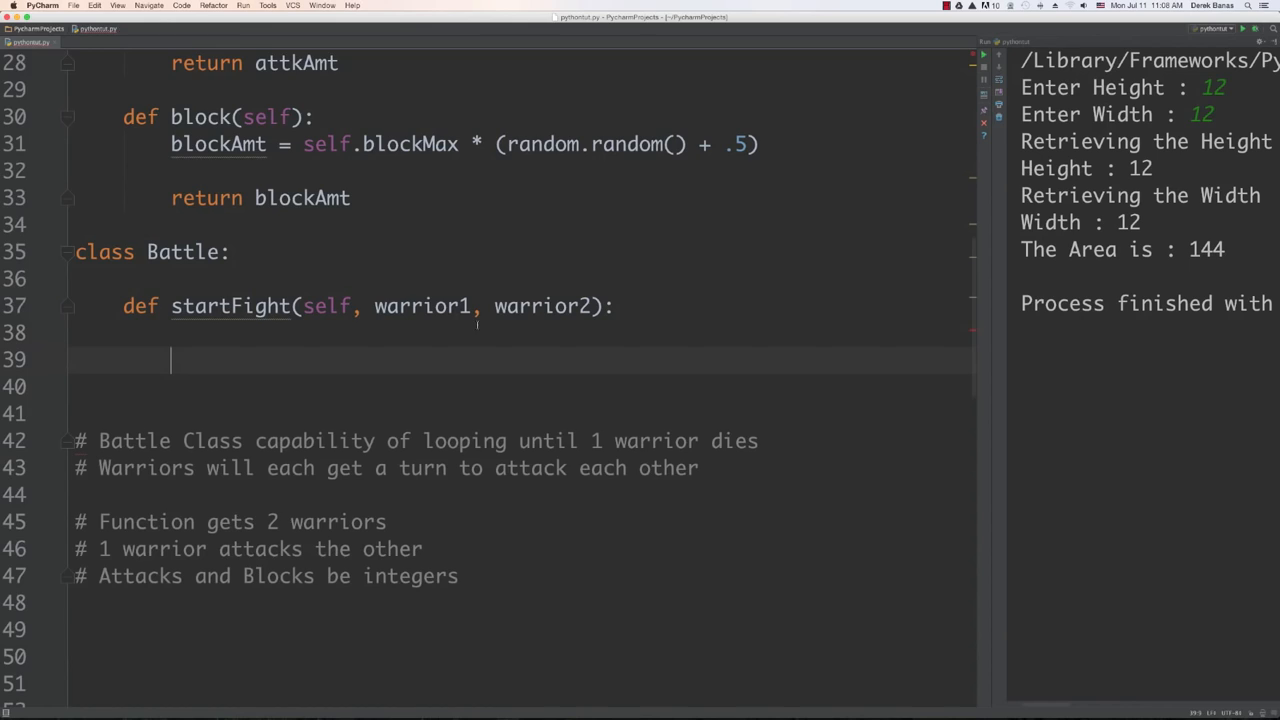 PyCharm File Edit View Navigate Code Refactor Run Tools VCS Window Help
10 Mon Jul 11 11:08 AM Derek Banas
pythontut.py - PycharmProjects - [~/PycharmProjects]
PycharmProjects pythontut.py
pythontut
pythontut.py
Run pythontut
28 return attkAmt
29
30 def block(self):
31 blockAmt = self.blockMax * (random.random() + .5)
32
33 return blockAmt
34
35 class Battle:
36
37 def startFight(self, warrior1, warrior2):
38
39
40
41
42 # Battle Class capability of looping until 1 warrior dies
43 # Warriors will each get a turn to attack each other
44
45 # Function gets 2 warriors
46 # 1 warrior attacks the other
47 # Attacks and Blocks be integers
48
49
50
51
/Library/Frameworks/Py
Enter Height : 12
Enter Width : 12
Retrieving the Height
Height : 12
Retrieving the Width
Width : 12
The Area is : 144
Process finished with
39:5 LF÷ UTF-8÷